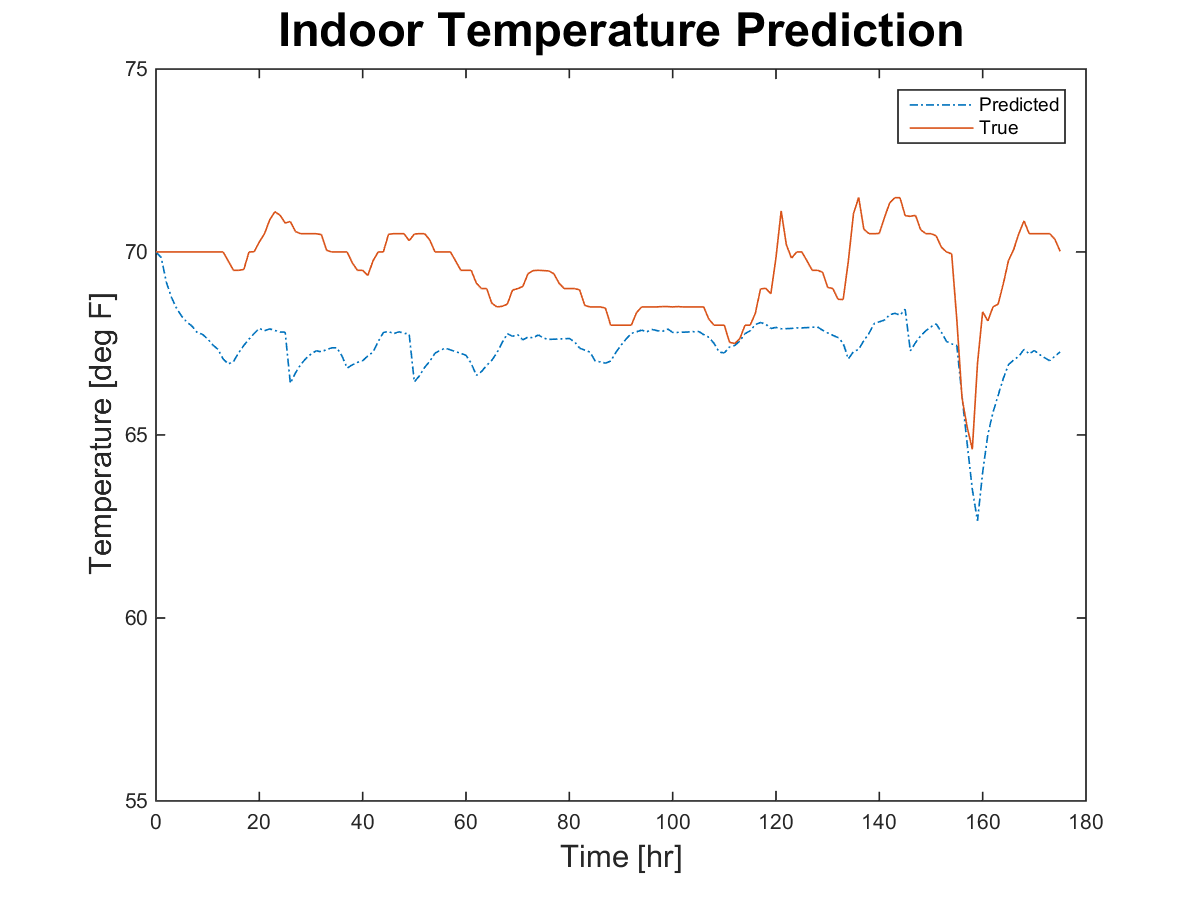 Indoor Temperature Prediction
Predicted
True
Temperature [deg F]
75
70
65
60
55
0 20 40 60 80 100 120 140 160 180
Time [hr]